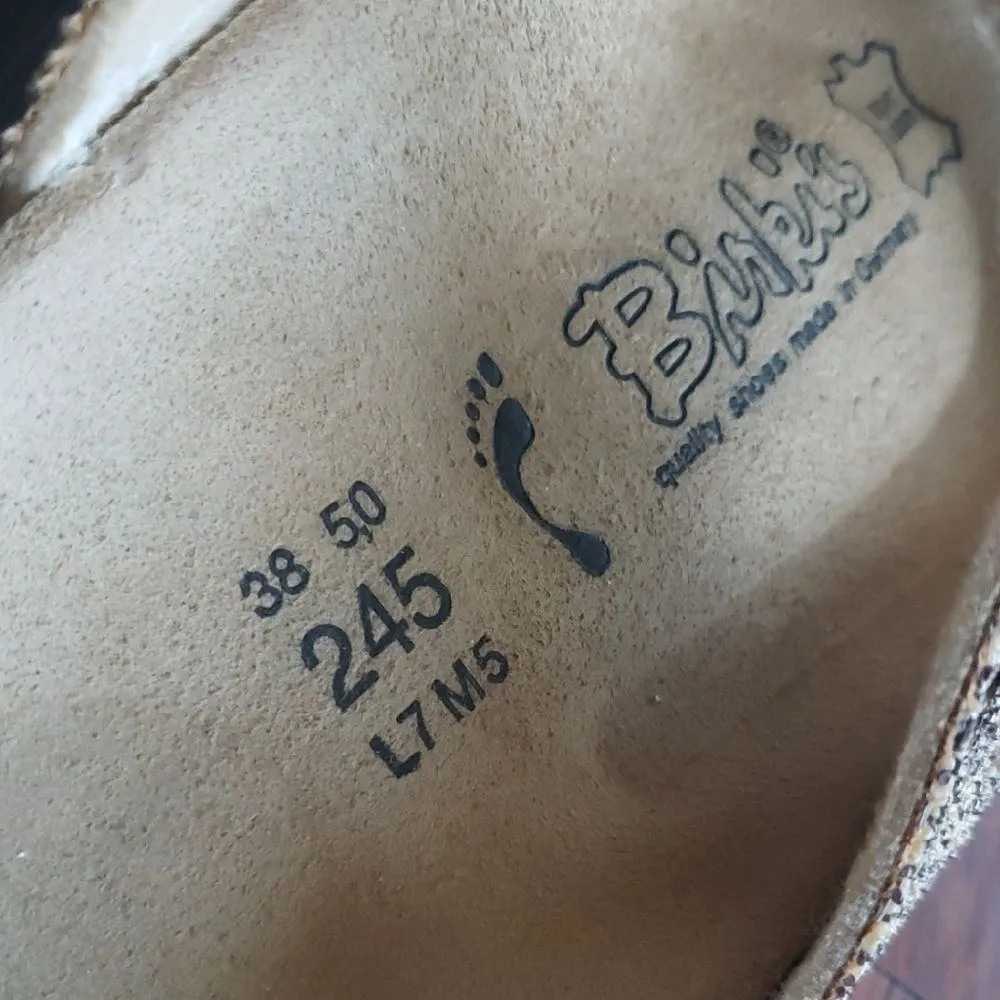 Birki's®
quality shoes made in Germany
38 5,0
245
L7 M5